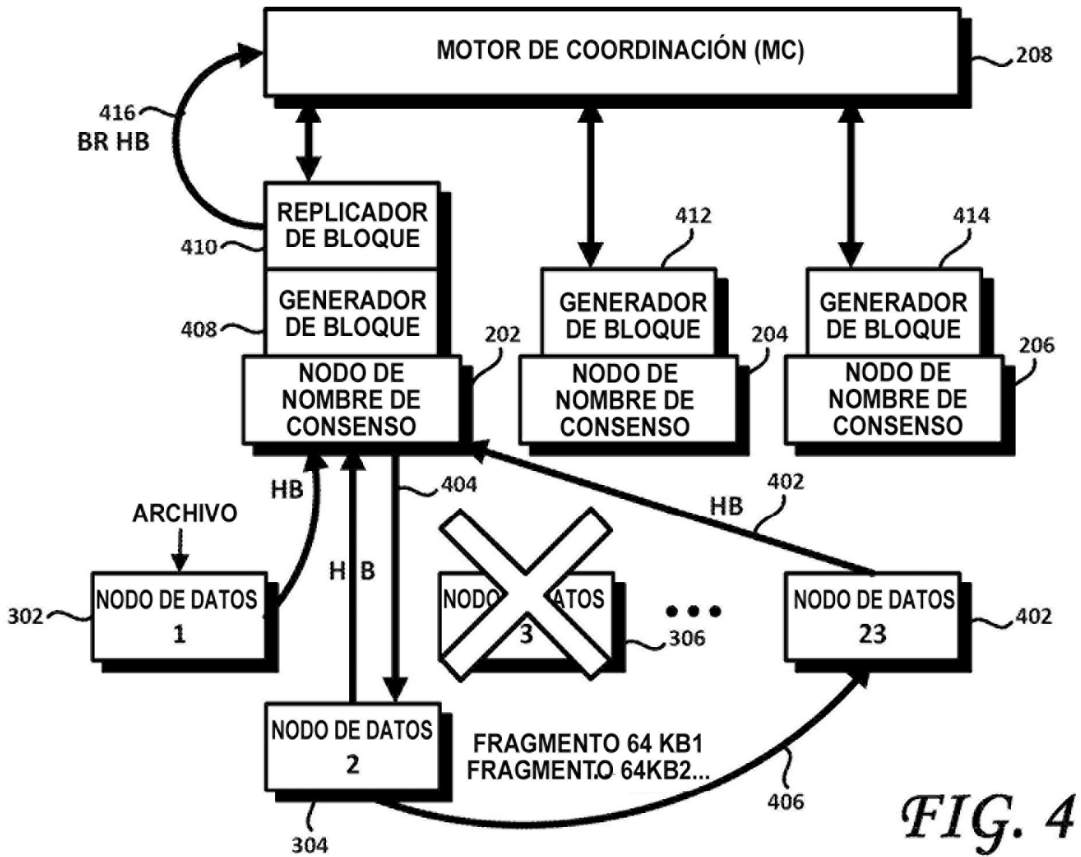 MOTOR DE COORDINACIÓN (MC)
208
416
BR HB
REPLICADOR
DE BLOQUE
410
GENERADOR
DE BLOQUE
408
412
GENERADOR
DE BLOQUE
414
GENERADOR
DE BLOQUE
202
NODO DE
NOMBRE DE
CONSENSO
204
NODO DE
NOMBRE DE
CONSENSO
206
NODO DE
NOMBRE DE
CONSENSO
HB
404
HB
402
ARCHIVO
H B
302
NODO DE DATOS
1
NODO ATOS
3
306
...
NODO DE DATOS
23
402
NODO DE DATOS
2
304
FRAGMENTO 64 KB1
FRAGMENTO 64KB2...
406
FIG. 4